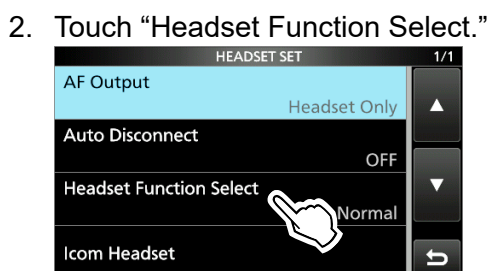 2. Touch “Headset Function Select.”
HEADSET SET 1/1
AF Output
Headset Only
Auto Disconnect
OFF
Headset Function Select
Normal
Icom Headset